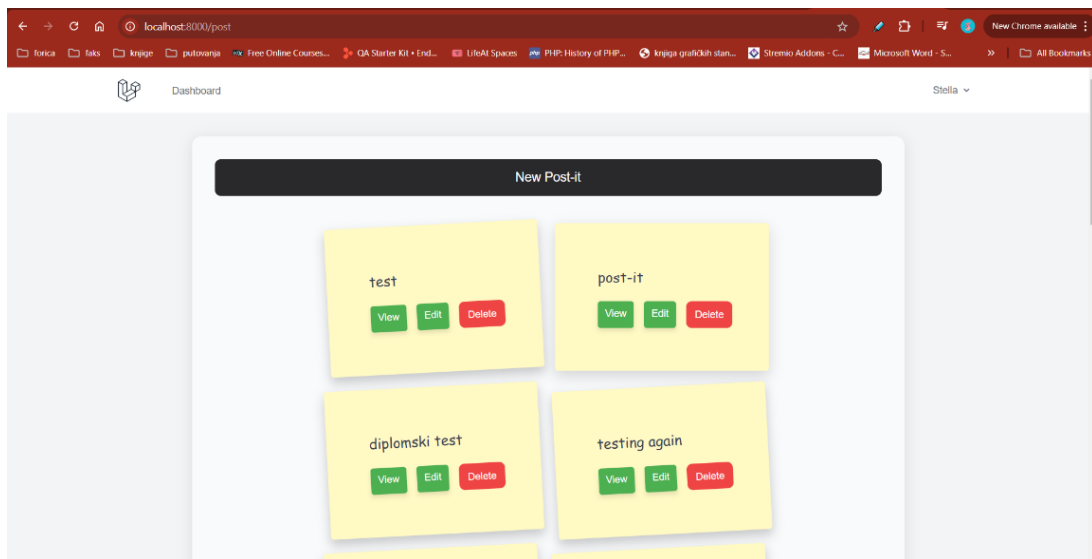 localhost:8000/post
New Chrome available
forica faks knjige putovanja Free Online Courses... QA Starter Kit • End... LifeAt Spaces PHP: History of PHP... knjiga grafičkih stan... Stremio Addons - C... Microsoft Word - S... » All Bookmarks
Dashboard Stella
New Post-it
test
View Edit Delete
post-it
View Edit Delete
diplomski test
View Edit Delete
testing again
View Edit Delete